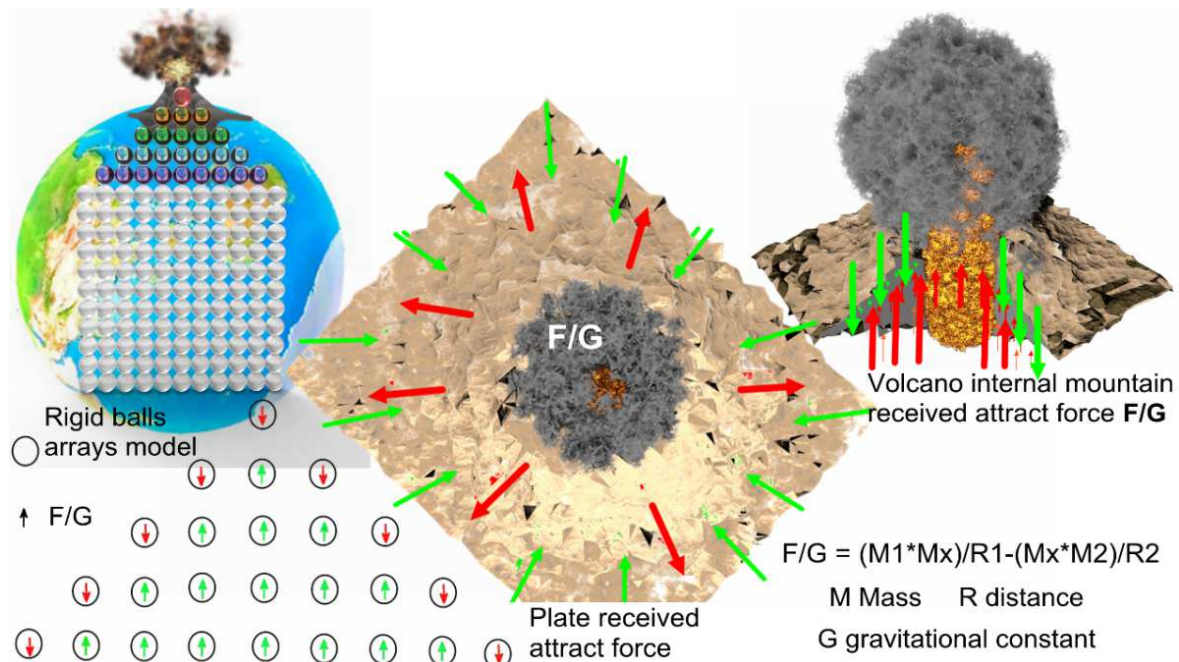 F/G
Rigid balls
arrays model
F/G
Volcano internal mountain
received attract force F/G
Plate received
attract force
F/G = (M1*Mx)/R1-(Mx*M2)/R2
M Mass R distance
G gravitational constant